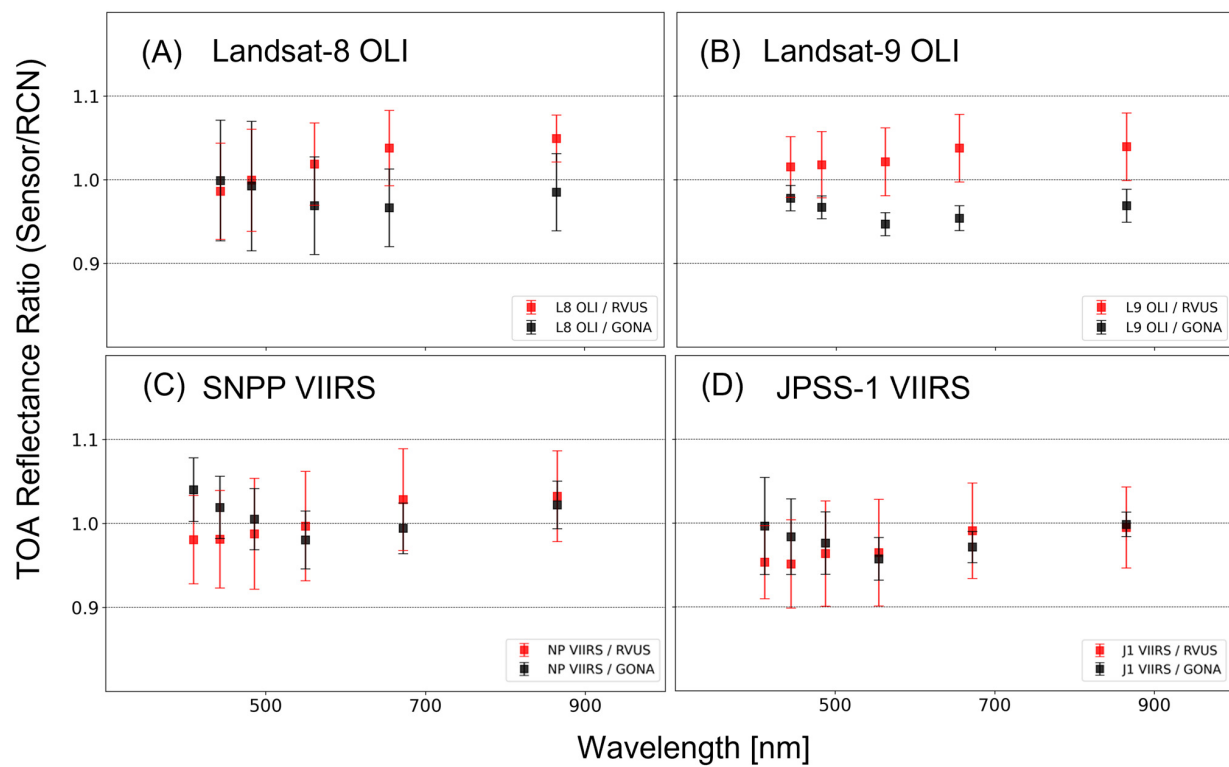 (A) Landsat-8 OLI
(B) Landsat-9 OLI
1.1
1.0
0.9
L8 OLI / RVUS
L8 OLI / GONA
L9 OLI / RVUS
L9 OLI / GONA
TOA Reflectance Ratio (Sensor/RCN)
(C) SNPP VIIRS
(D) JPSS-1 VIIRS
1.1
1.0
0.9
NP VIIRS / RVUS
NP VIIRS / GONA
J1 VIIRS / RVUS
J1 VIIRS / GONA
500 700 900
500 700 900
Wavelength [nm]